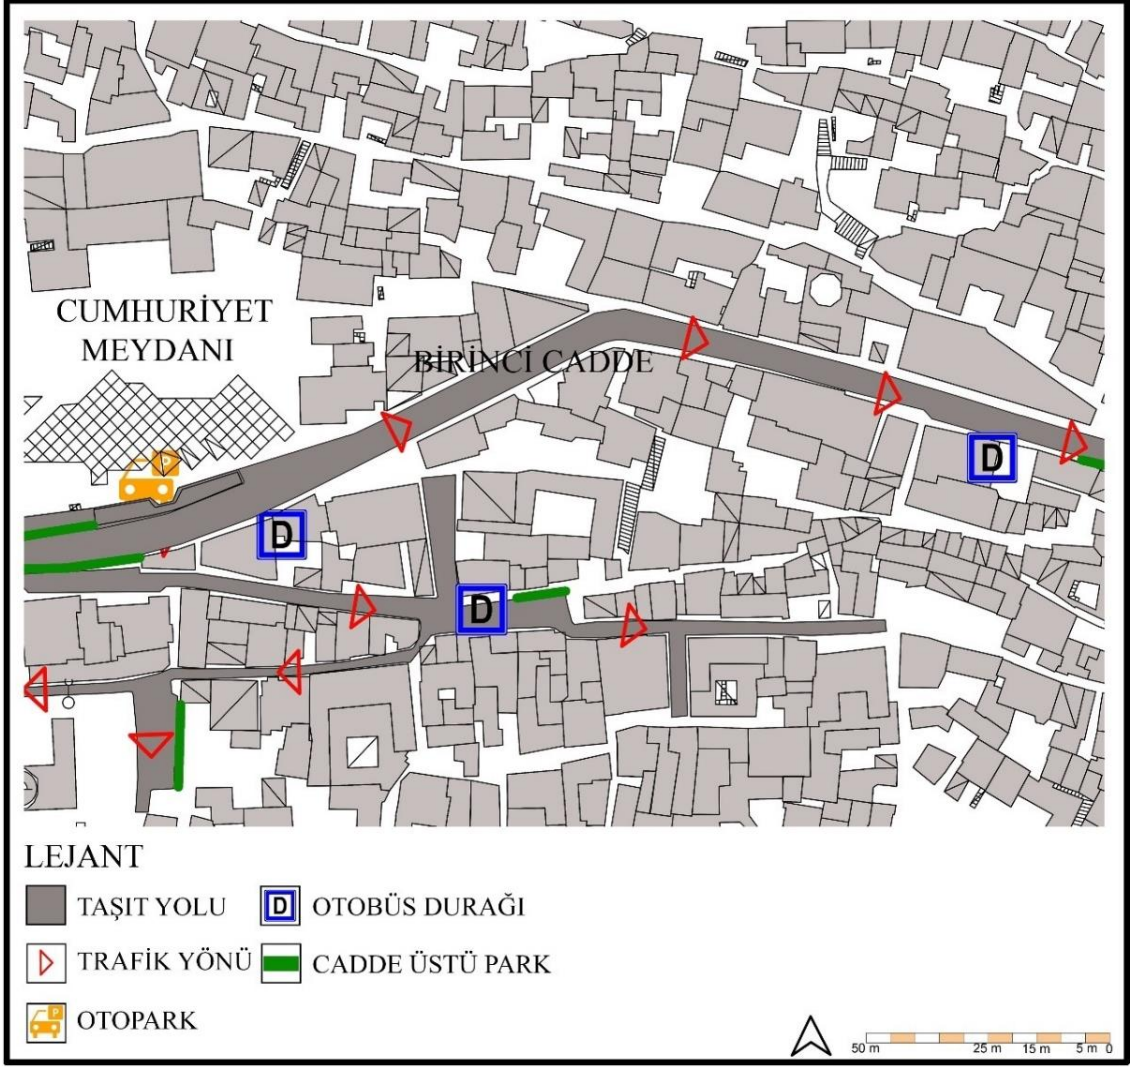 CUMHURİYET
MEYDANI
BİRİNCİ CADDE
P
D
D
D
LEJANT
TAŞIT YOLU
D OTOBÜS DURAĞI
TRAFİK YÖNÜ
CADDE ÜSTÜ PARK
P OTOPARK
50 m 25 m 15 m 5 m 0